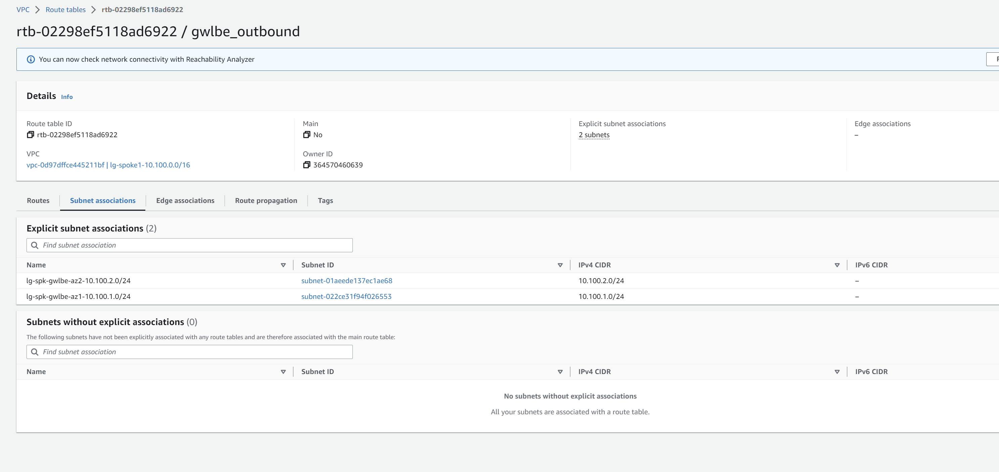 VPC > Route tables > rtb-02298ef5118ad6922
rtb-02298ef5118ad6922 / gwlbe_outbound
You can now check network connectivity with Reachability Analyzer
Details Info
Route table ID
rtb-02298ef5118ad6922
Main
No
Explicit subnet associations
2 subnets
Edge associations
–
VPC
vpc-0d97dffce445211bf | lg-spoke1-10.100.0.0/16
Owner ID
364570460639
Routes Subnet associations Edge associations Route propagation Tags
Explicit subnet associations (2)
Find subnet association
Name Subnet ID IPv4 CIDR IPv6 CIDR
lg-spk-gwlbe-az2-10.100.2.0/24 subnet-01aeede137ec1ae68 10.100.2.0/24 –
lg-spk-gwlbe-az1-10.100.1.0/24 subnet-022ce31f94f026553 10.100.1.0/24 –
Subnets without explicit associations (0)
The following subnets have not been explicitly associated with any route tables and are therefore associated with the main route table:
Find subnet association
Name Subnet ID IPv4 CIDR IPv6 CIDR
No subnets without explicit associations
All your subnets are associated with a route table.